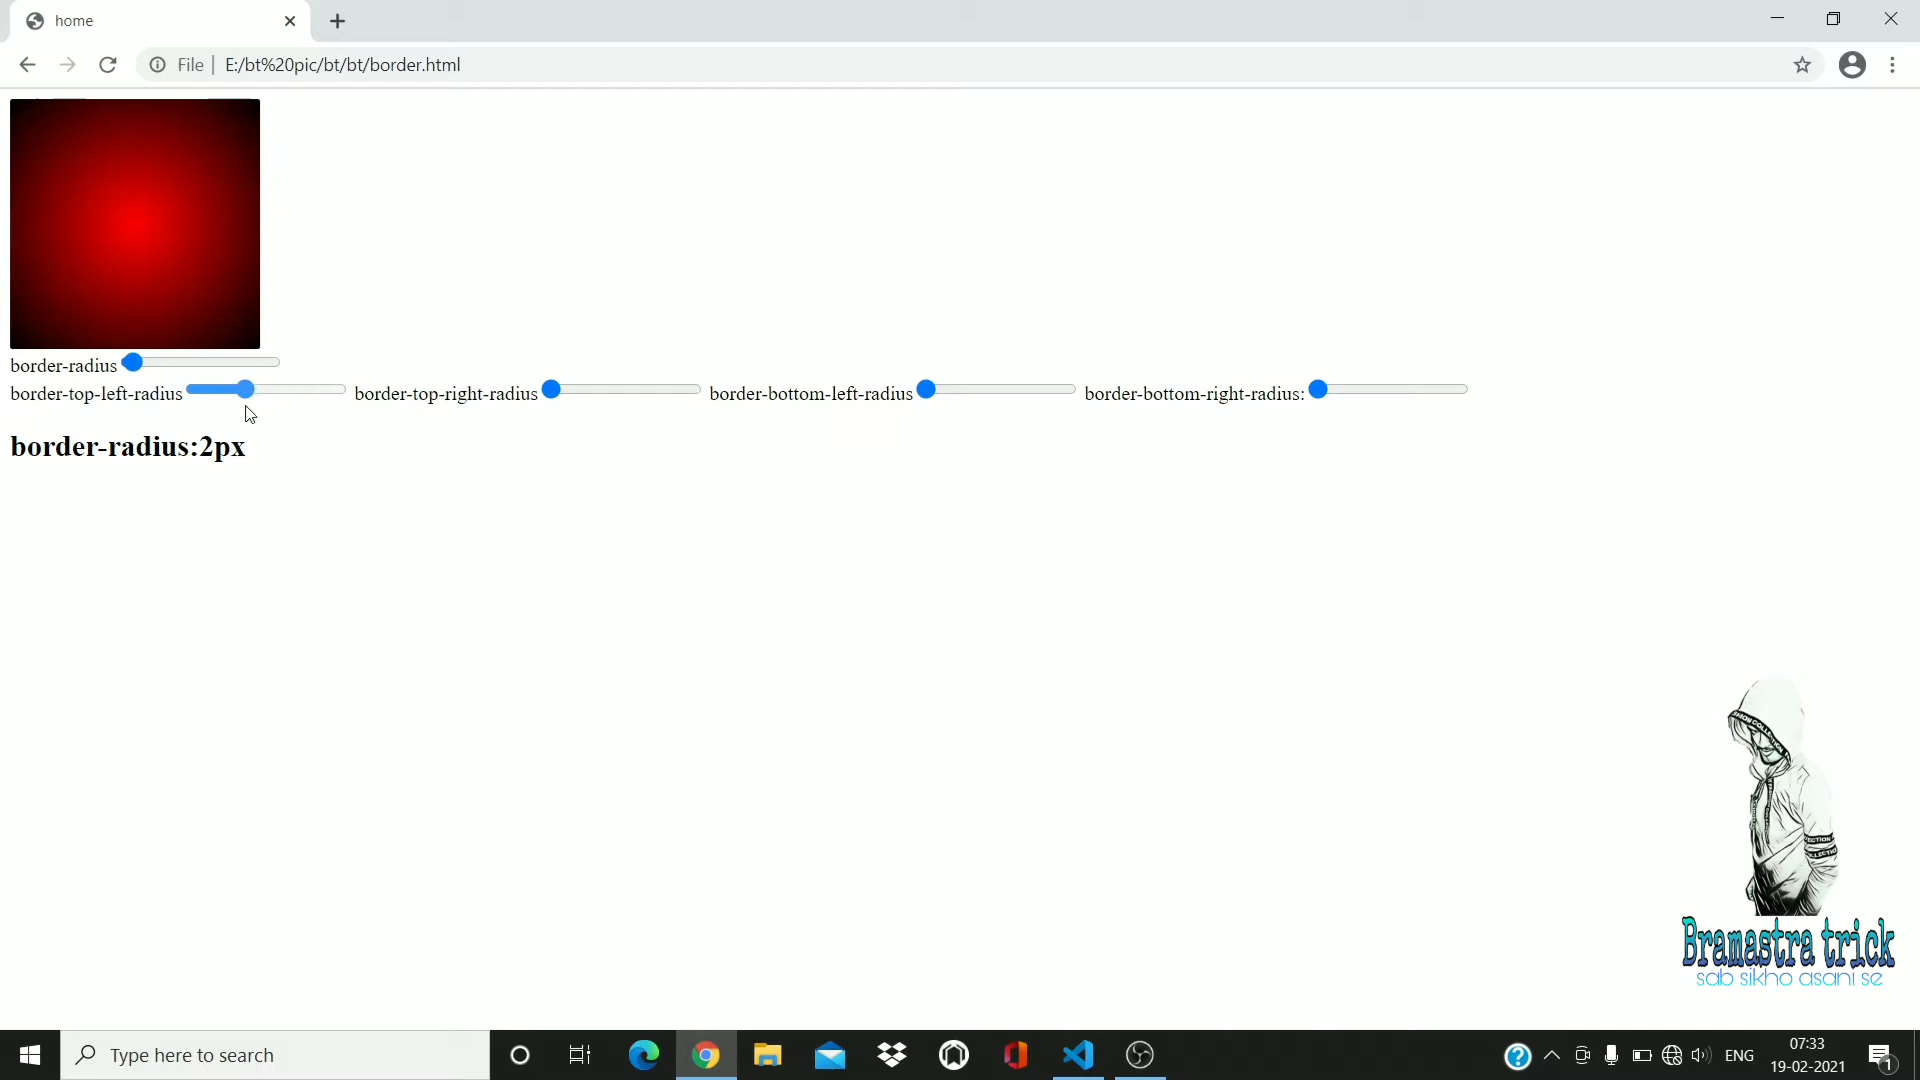 home
File
E:/bt%20pic/bt/bt/border.html
border-radius
border-top-left-radius border-top-right-radius border-bottom-left-radius border-bottom-right-radius:
border-radius:2px
Bramastra trick
sab sikho asani se
Type here to search
ENG
07:33
19-02-2021
1